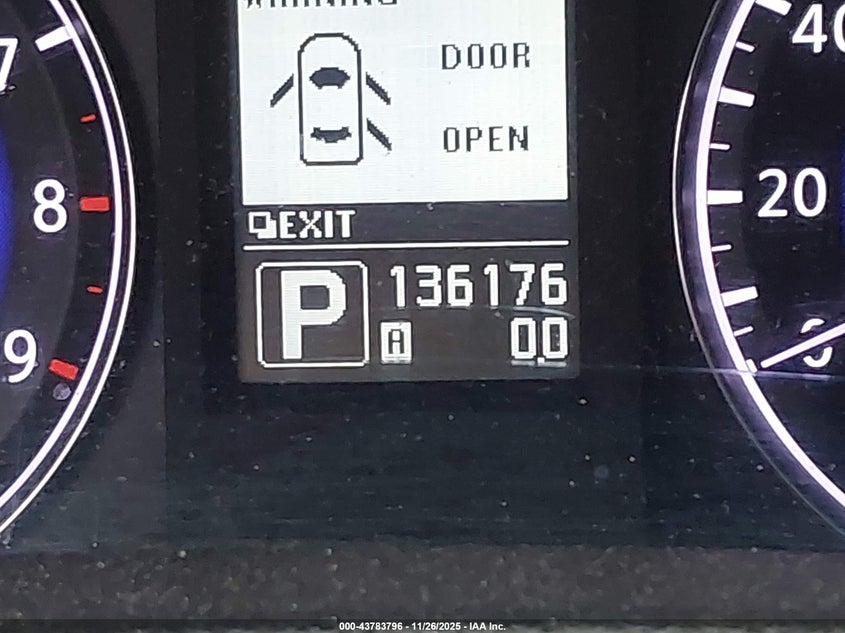 WARNING
DOOR
OPEN
EXIT
P
136176
A
0.0
7
8
9
40
20
0
000-43783796 - 11/26/2025 - IAA Inc.